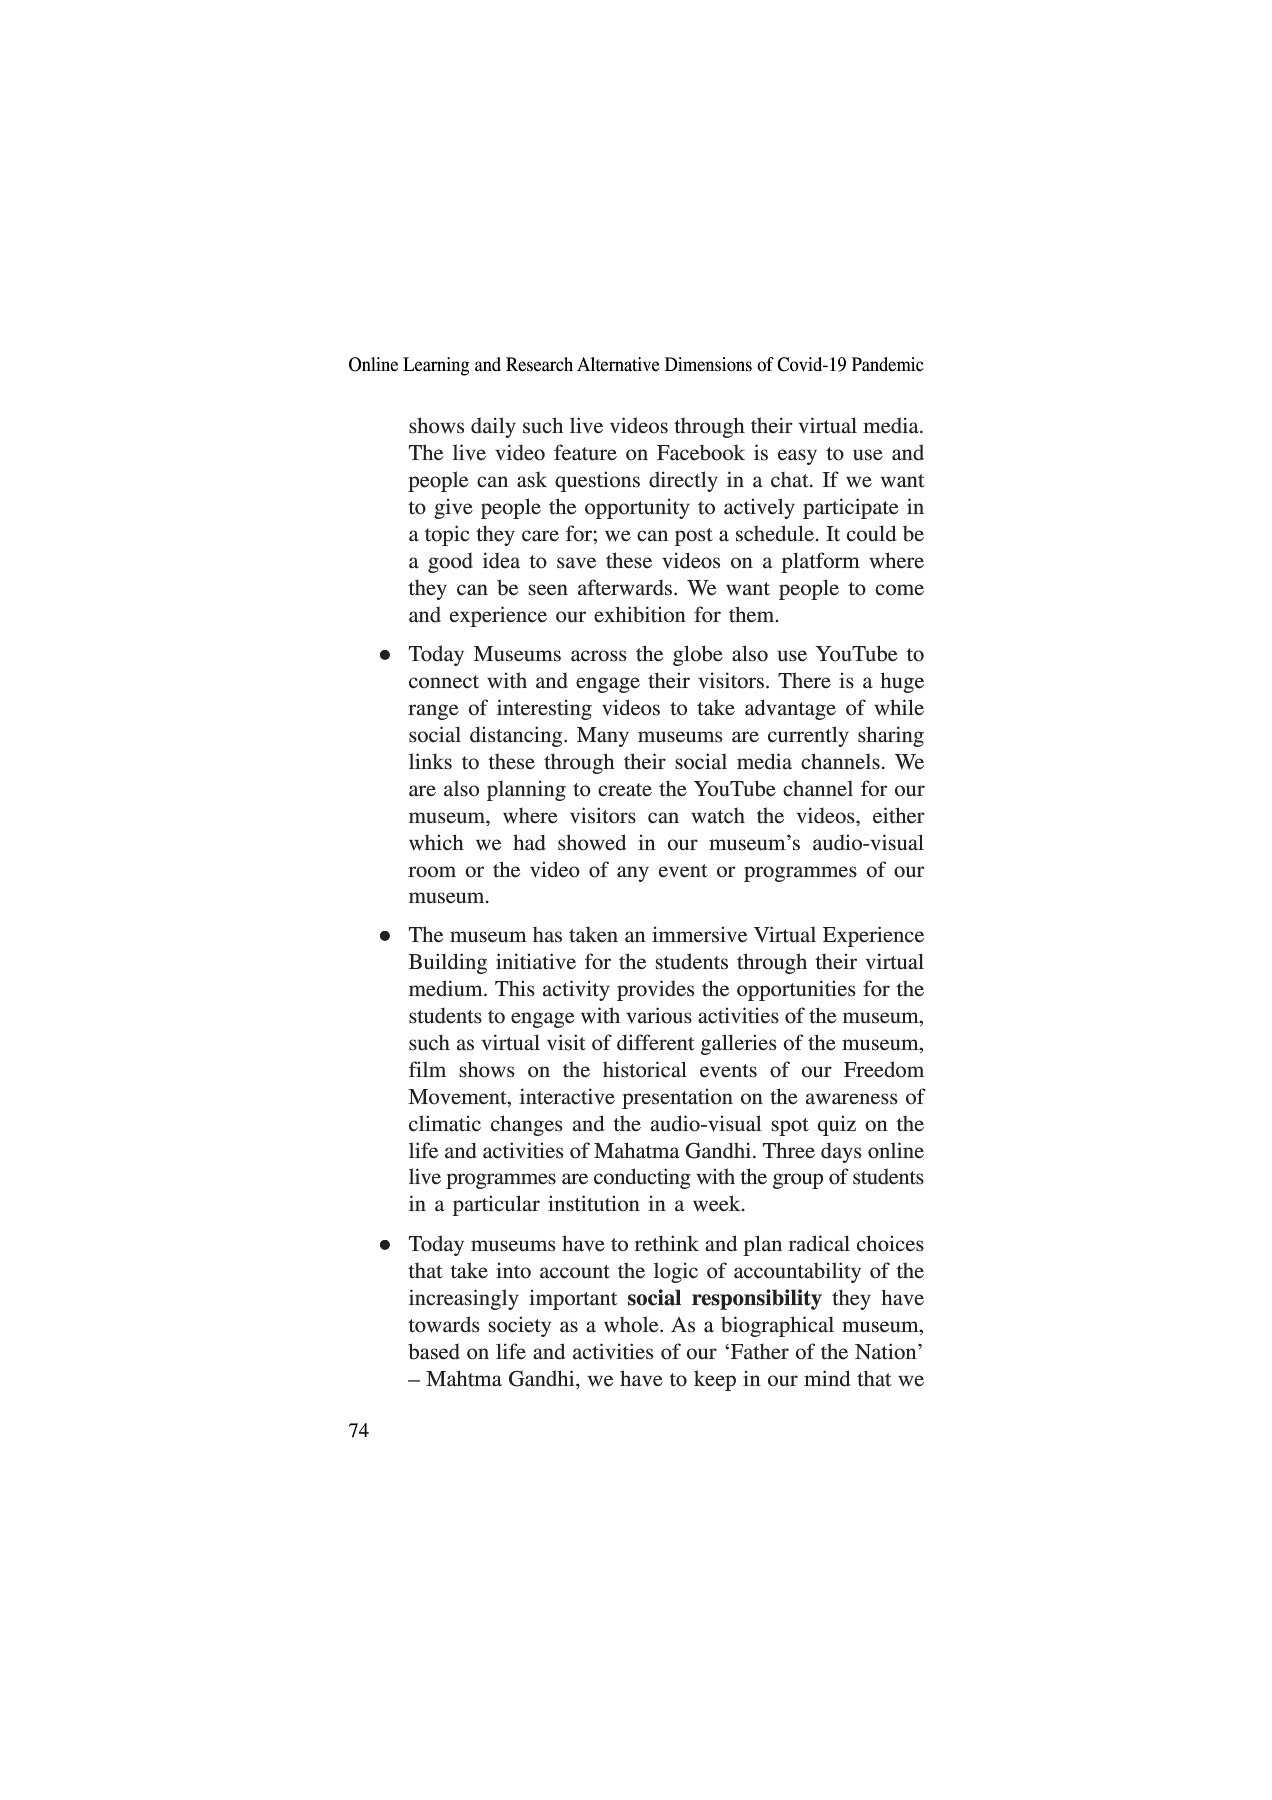 Online Learning and Research Alternative Dimensions of Covid-19 Pandemic
shows daily such live videos through their virtual media.
The live video feature on Facebook is easy to use and
people can ask questions directly in a chat. If we want
to give people the opportunity to actively participate in
a topic they care for; we can post a schedule. It could be
a good idea to save these videos on a platform where
they can be seen afterwards. We want people to come
and experience our exhibition for them.
● Today Museums across the globe also use YouTube to
connect with and engage their visitors. There is a huge
range of interesting videos to take advantage of while
social distancing. Many museums are currently sharing
links to these through their social media channels. We
are also planning to create the YouTube channel for our
museum, where visitors can watch the videos, either
which we had showed in our museum’s audio-visual
room or the video of any event or programmes of our
museum.
● The museum has taken an immersive Virtual Experience
Building initiative for the students through their virtual
medium. This activity provides the opportunities for the
students to engage with various activities of the museum,
such as virtual visit of different galleries of the museum,
film shows on the historical events of our Freedom
Movement, interactive presentation on the awareness of
climatic changes and the audio-visual spot quiz on the
life and activities of Mahatma Gandhi. Three days online
live programmes are conducting with the group of students
in a particular institution in a week.
● Today museums have to rethink and plan radical choices
that take into account the logic of accountability of the
increasingly important social responsibility they have
towards society as a whole. As a biographical museum,
based on life and activities of our ‘Father of the Nation’
– Mahtma Gandhi, we have to keep in our mind that we
74